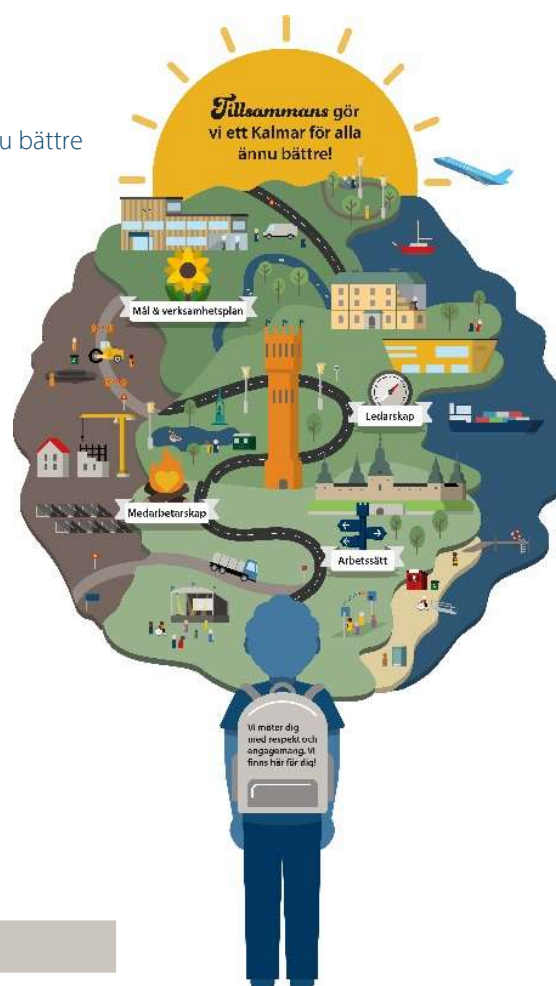 Tillsammans gör
vi ett Kalmar för alla
ännu bättre!
u bättre
Mål & verksamhetsplan
Ledarskap
Medarbetarskap
Arbetssätt
Vi möter dig
med respekt och
engagemang. Vi
finns här för dig!